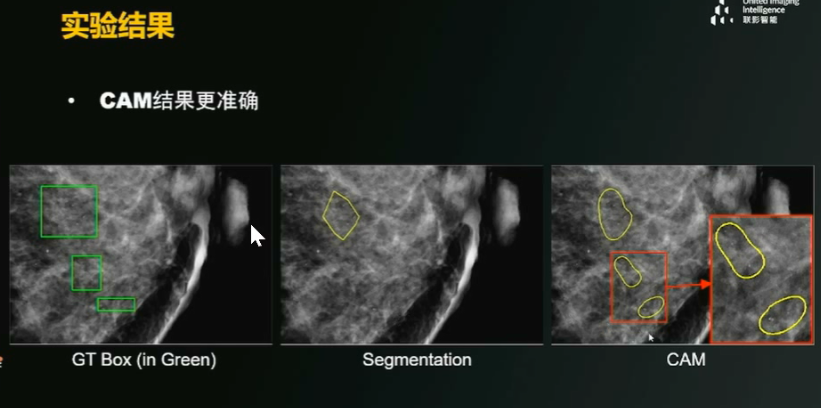 实验结果
United Imaging
Intelligence
联影智能
• CAM结果更准确
GT Box (in Green)
Segmentation
CAM